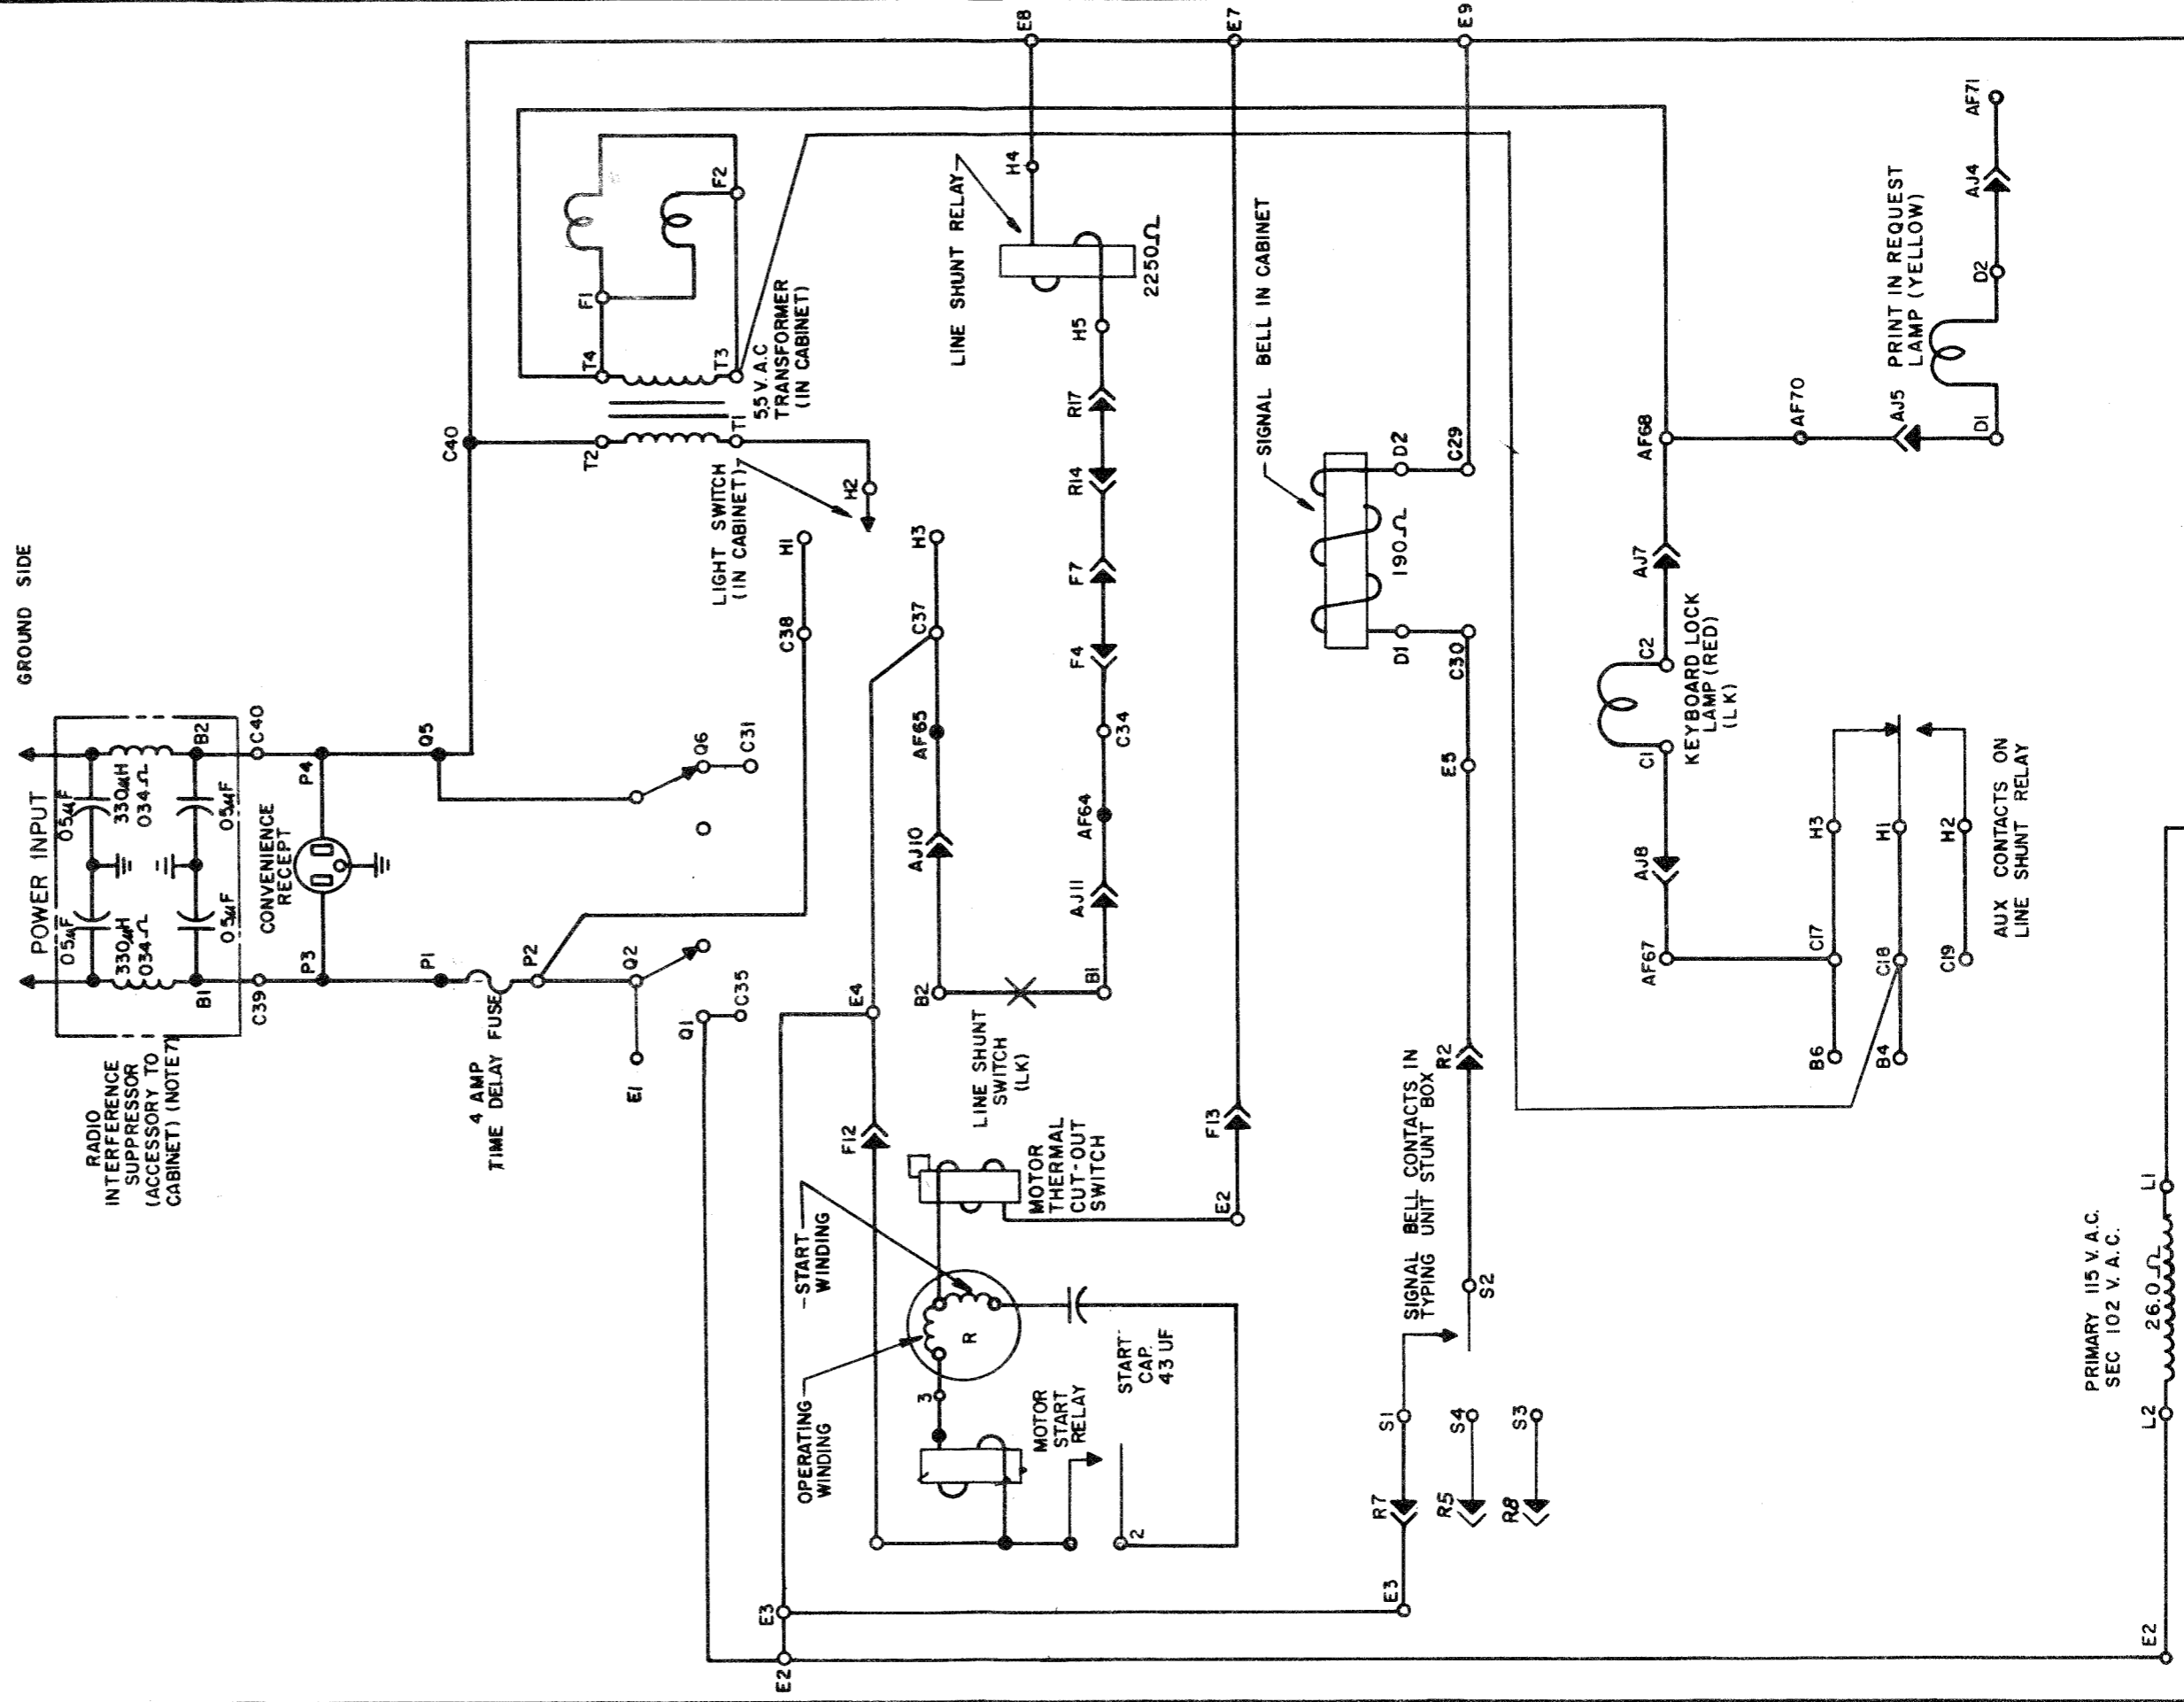 GROUND SIDE
POWER INPUT
05µF
05µF
330µH
034Ω
330µH
034Ω
05µF
05µF
B1
B2
RADIO
INTERFERENCE
SUPPRESSOR
(ACCESSORY TO
CABINET) (NOTE 7)
C39
C40
CONVENIENCE
RECEPT
P3
P4
P1
Q5
4 AMP
TIME DELAY FUSE
P2
E1
Q2
Q1
C35
Q6
C31
C40
T2
T1
T4
T3
F1
F2
5.5 V. A.C
TRANSFORMER
(IN CABINET)
LIGHT SWITCH
(IN CABINET)
H2
H1
C38
H3
C37
AF65
AJ10
B2
E4
F12
LINE SHUNT
SWITCH
(LK)
B1
AJ11
AF64
C34
F4
F7
R14
R17
H5
2250Ω
LINE SHUNT RELAY
H4
E8
E7
E9
START
WINDING
OPERATING
WINDING
MOTOR
THERMAL
CUT-OUT
SWITCH
R
3
MOTOR
START
RELAY
START
CAP.
43 UF
2
E2
F13
E3
E2
SIGNAL BELL IN CABINET
190Ω
D1
D2
C30
C29
E5
R2
SIGNAL BELL CONTACTS IN
TYPING UNIT STUNT BOX
S2
S1
S4
S3
R7
R5
R8
E3
KEYBOARD LOCK
LAMP (RED)
(LK)
C1
C2
AJ8
AJ7
AF67
AF68
AF70
AJ5
D1
D2
AJ4
AF71
PRINT IN REQUEST
LAMP (YELLOW)
B6
C17
H3
B4
C18
H1
C19
H2
AUX CONTACTS ON
LINE SHUNT RELAY
PRIMARY 115 V. A.C.
SEC 102 V. A.C.
26.0Ω
L2
L1
E2